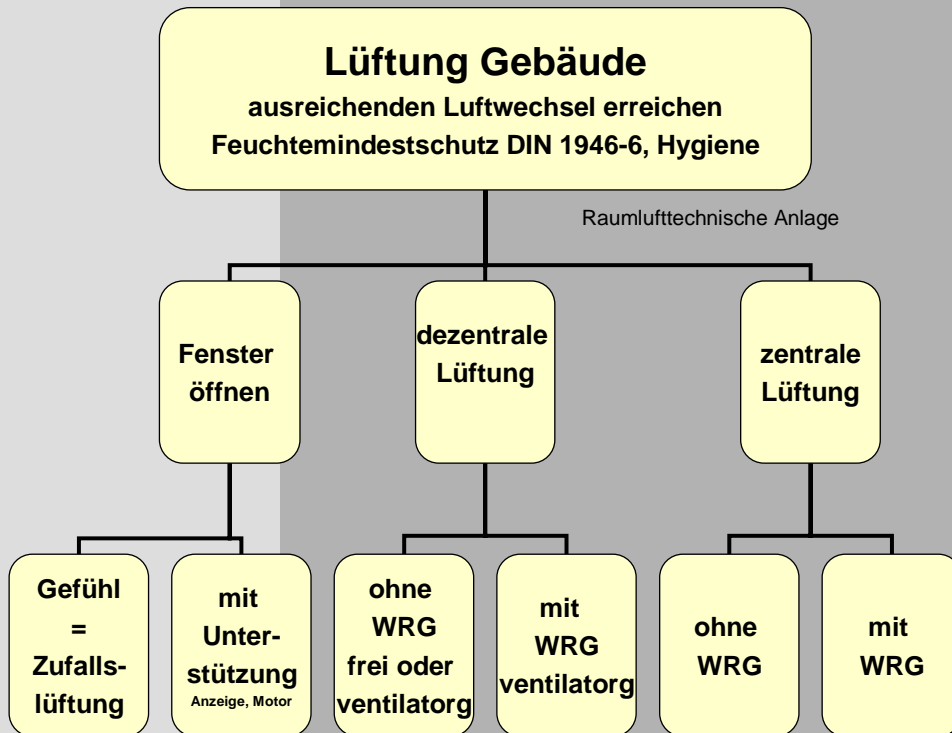 Lüftung Gebäude
ausreichenden Luftwechsel erreichen
Feuchtemindestschutz DIN 1946-6, Hygiene
Raumlufttechnische Anlage
Fenster
öffnen
dezentrale
Lüftung
zentrale
Lüftung
Gefühl
=
Zufalls-
lüftung
mit
Unter-
stützung
Anzeige, Motor
ohne
WRG
frei oder
ventilatorg
mit
WRG
ventilatorg
ohne
WRG
mit
WRG